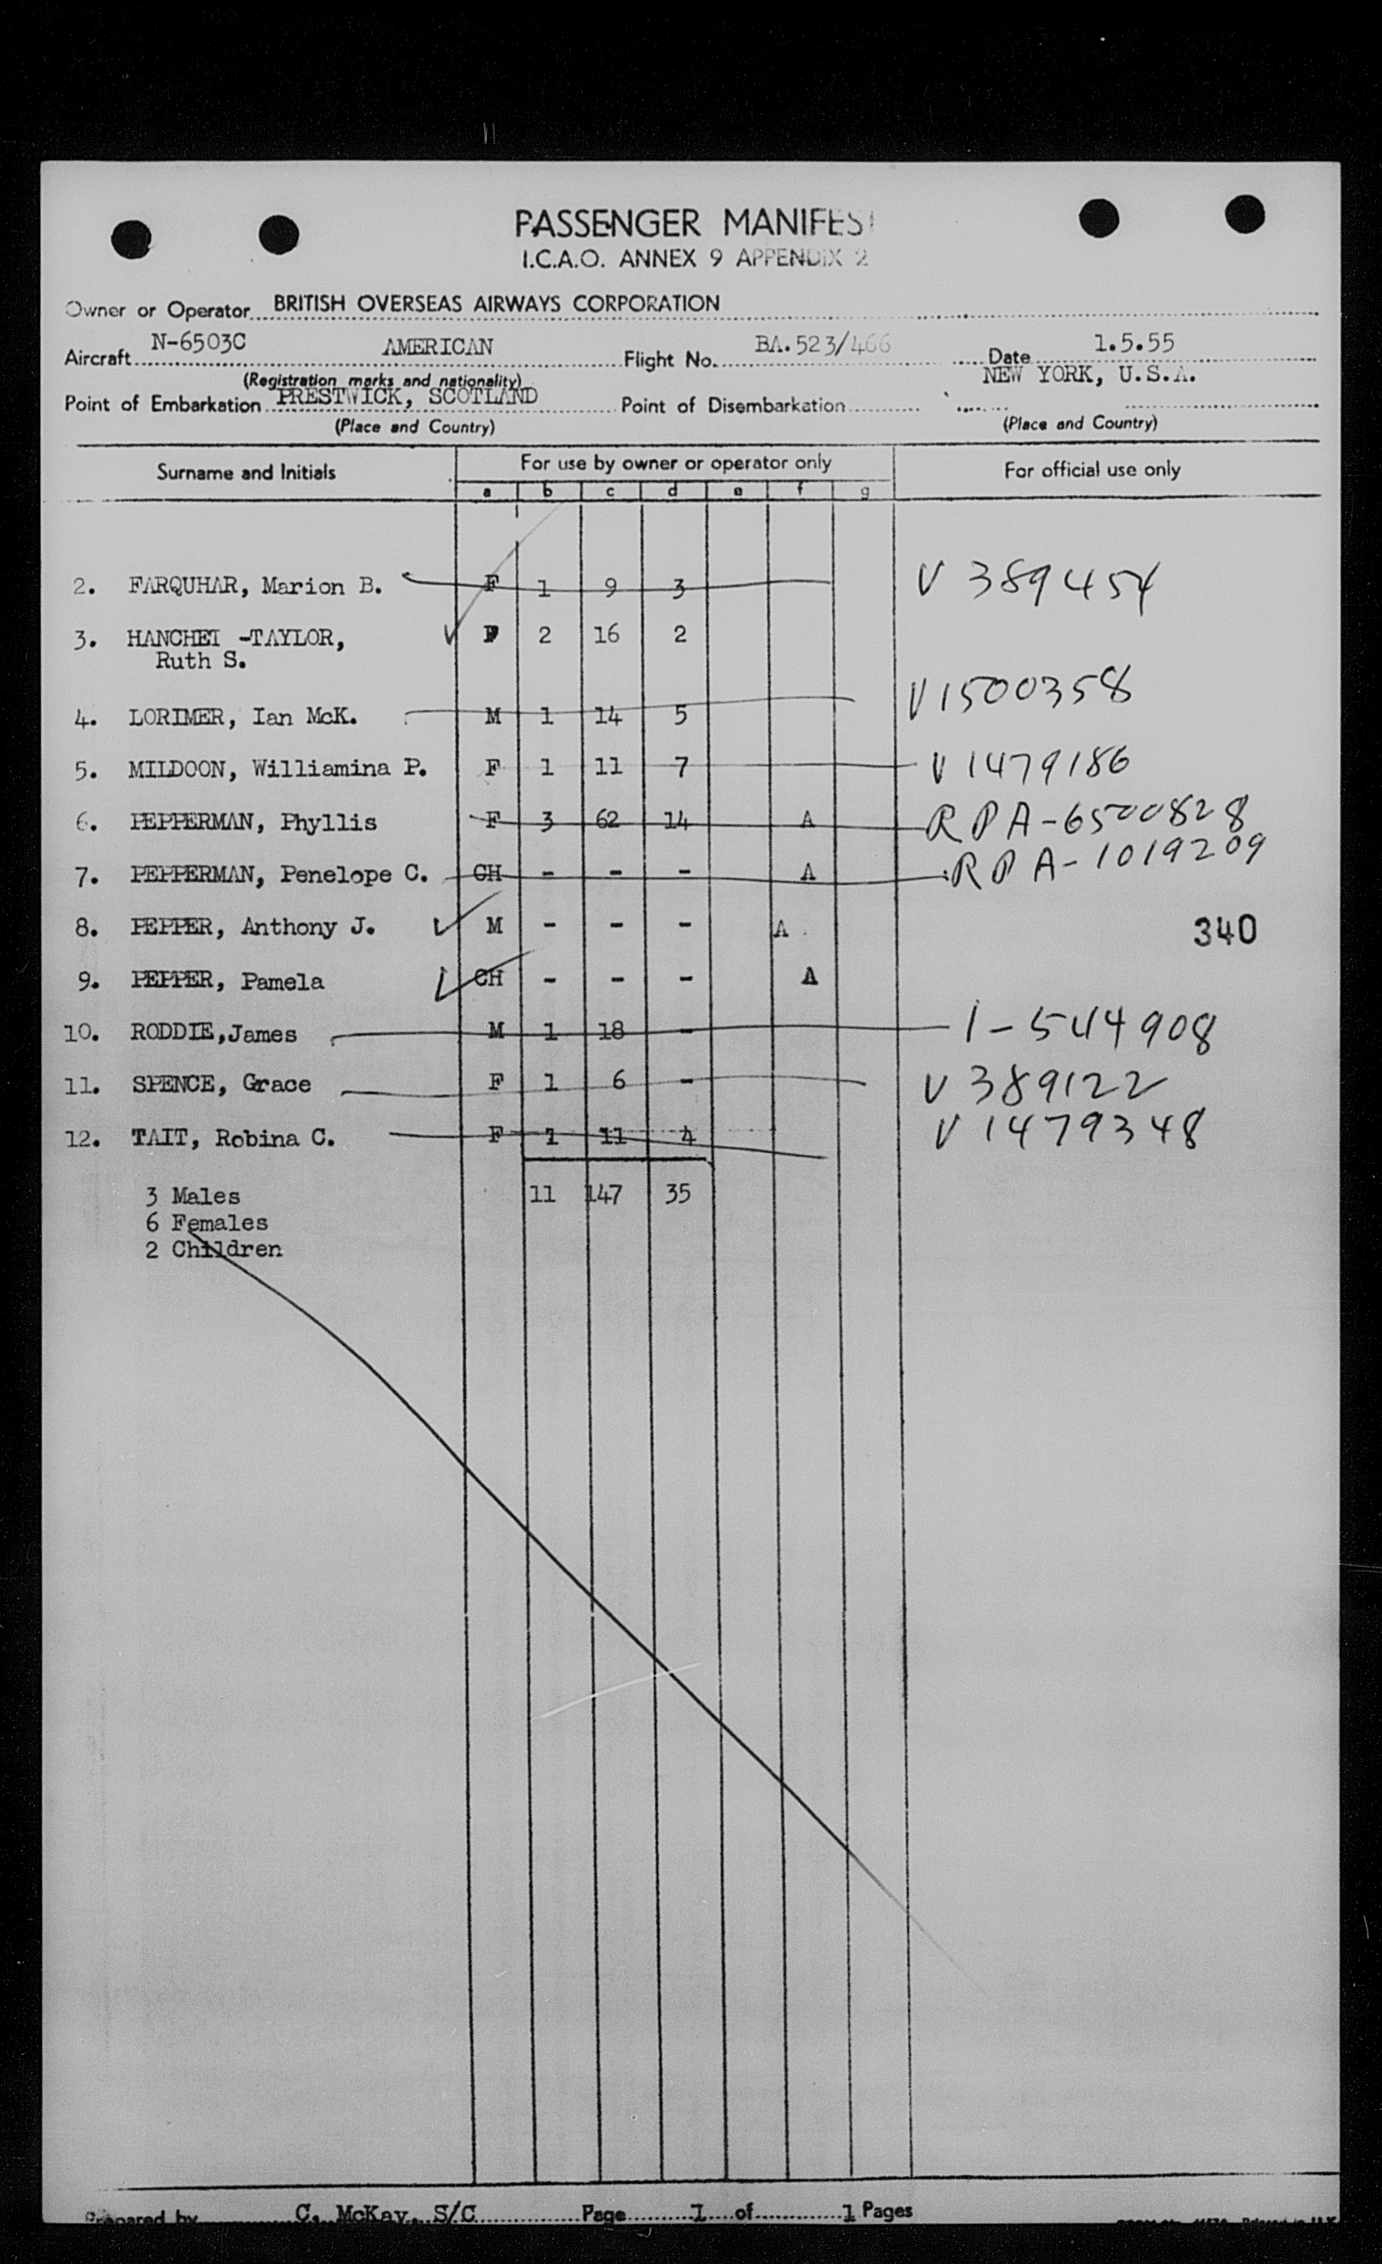 PASSENGER MANIFEST
I.C.A.O. ANNEX 9 APPENDIX 2
Owner or Operator BRITISH OVERSEAS AIRWAYS CORPORATION
Aircraft N-6503C AMERICAN Flight No. BA.523/466 Date 1.5.55
(Registration marks and nationality)
Point of Embarkation PRESTWICK, SCOTLAND Point of Disembarkation NEW YORK, U.S.A.
(Place and Country) (Place and Country)
Surname and Initials For use by owner or operator only For official use only
a b c d e f g
2. FARQUHAR, Marion B. F 1 9 3 V 389454
3. HANCHET -TAYLOR, F 2 16 2
Ruth S.
4. LORIMER, Ian McK. M 1 14 5 V1500358
5. MILDOON, Williamina P. F 1 11 7 V 1479186
6. PEPPERMAN, Phyllis F 3 62 14 A RPA-6500828
7. PEPPERMAN, Penelope C. CH - - - A RPA-1019209
8. PEPPER, Anthony J. M - - - A 340
9. PEPPER, Pamela CH - - - A
10. RODDIE,James M 1 18 - 1-544908
11. SPENCE, Grace F 1 6 - V 389122
12. TAIT, Robina C. F 1 11 4 V 1479348
3 Males 11 147 35
6 Females
2 Children
Prepared by C. McKay, S/C Page 1 of 1 Pages